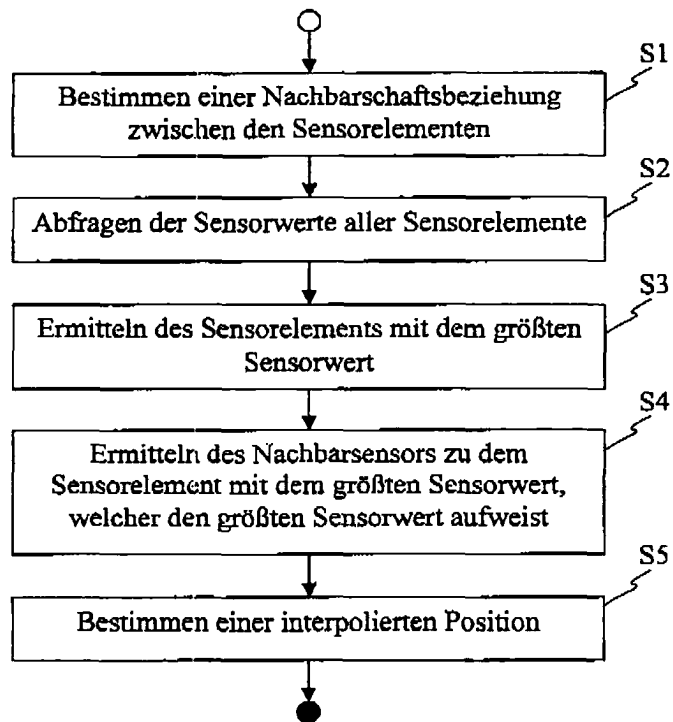 S1
Bestimmen einer Nachbarschaftsbeziehung
zwischen den Sensorelementen
S2
Abfragen der Sensorwerte aller Sensorelemente
S3
Ermitteln des Sensorelements mit dem größten
Sensorwert
S4
Ermitteln des Nachbarsensors zu dem
Sensorelement mit dem größten Sensorwert,
welcher den größten Sensorwert aufweist
S5
Bestimmen einer interpolierten Position